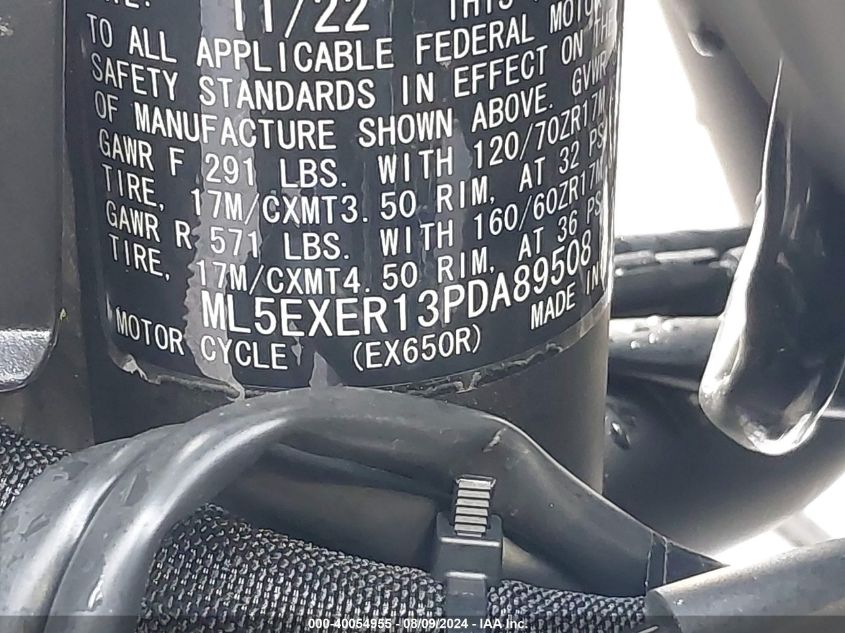 11/22 THIS
TO ALL APPLICABLE FEDERAL MOTOR
SAFETY STANDARDS IN EFFECT ON THE
OF MANUFACTURE SHOWN ABOVE. GVWR
GAWR F 291 LBS. WITH 120/70ZR17M
TIRE, 17M/CXMT3.50 RIM, AT 32 PS
GAWR R 571 LBS. WITH 160/60ZR17M
TIRE, 17M/CXMT4.50 RIM, AT 36 PS
ML5EXER13PDA89508
MOTOR CYCLE (EX650R) MADE IN
000-40054955 - 08/09/2024 - IAA Inc.